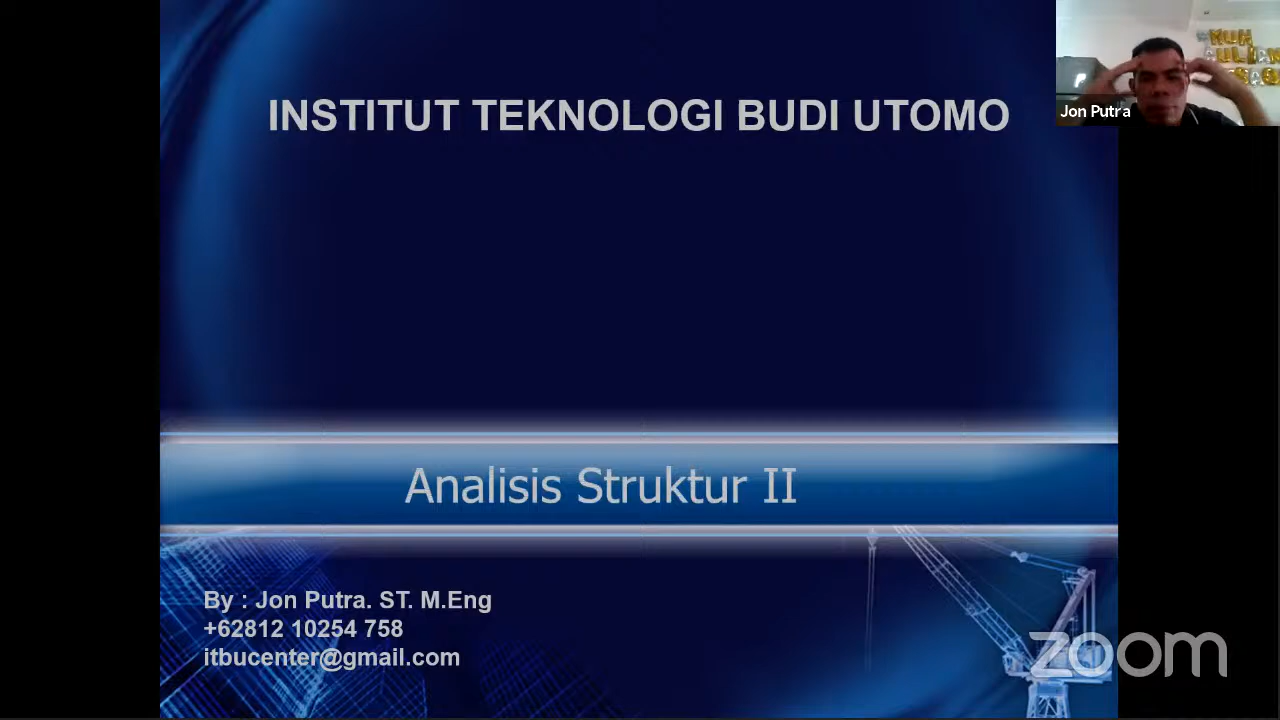 INSTITUT TEKNOLOGI BUDI UTOMO
Jon Putra
Analisis Struktur II
By : Jon Putra. ST. M.Eng
+62812 10254 758
itbucenter@gmail.com
zoom